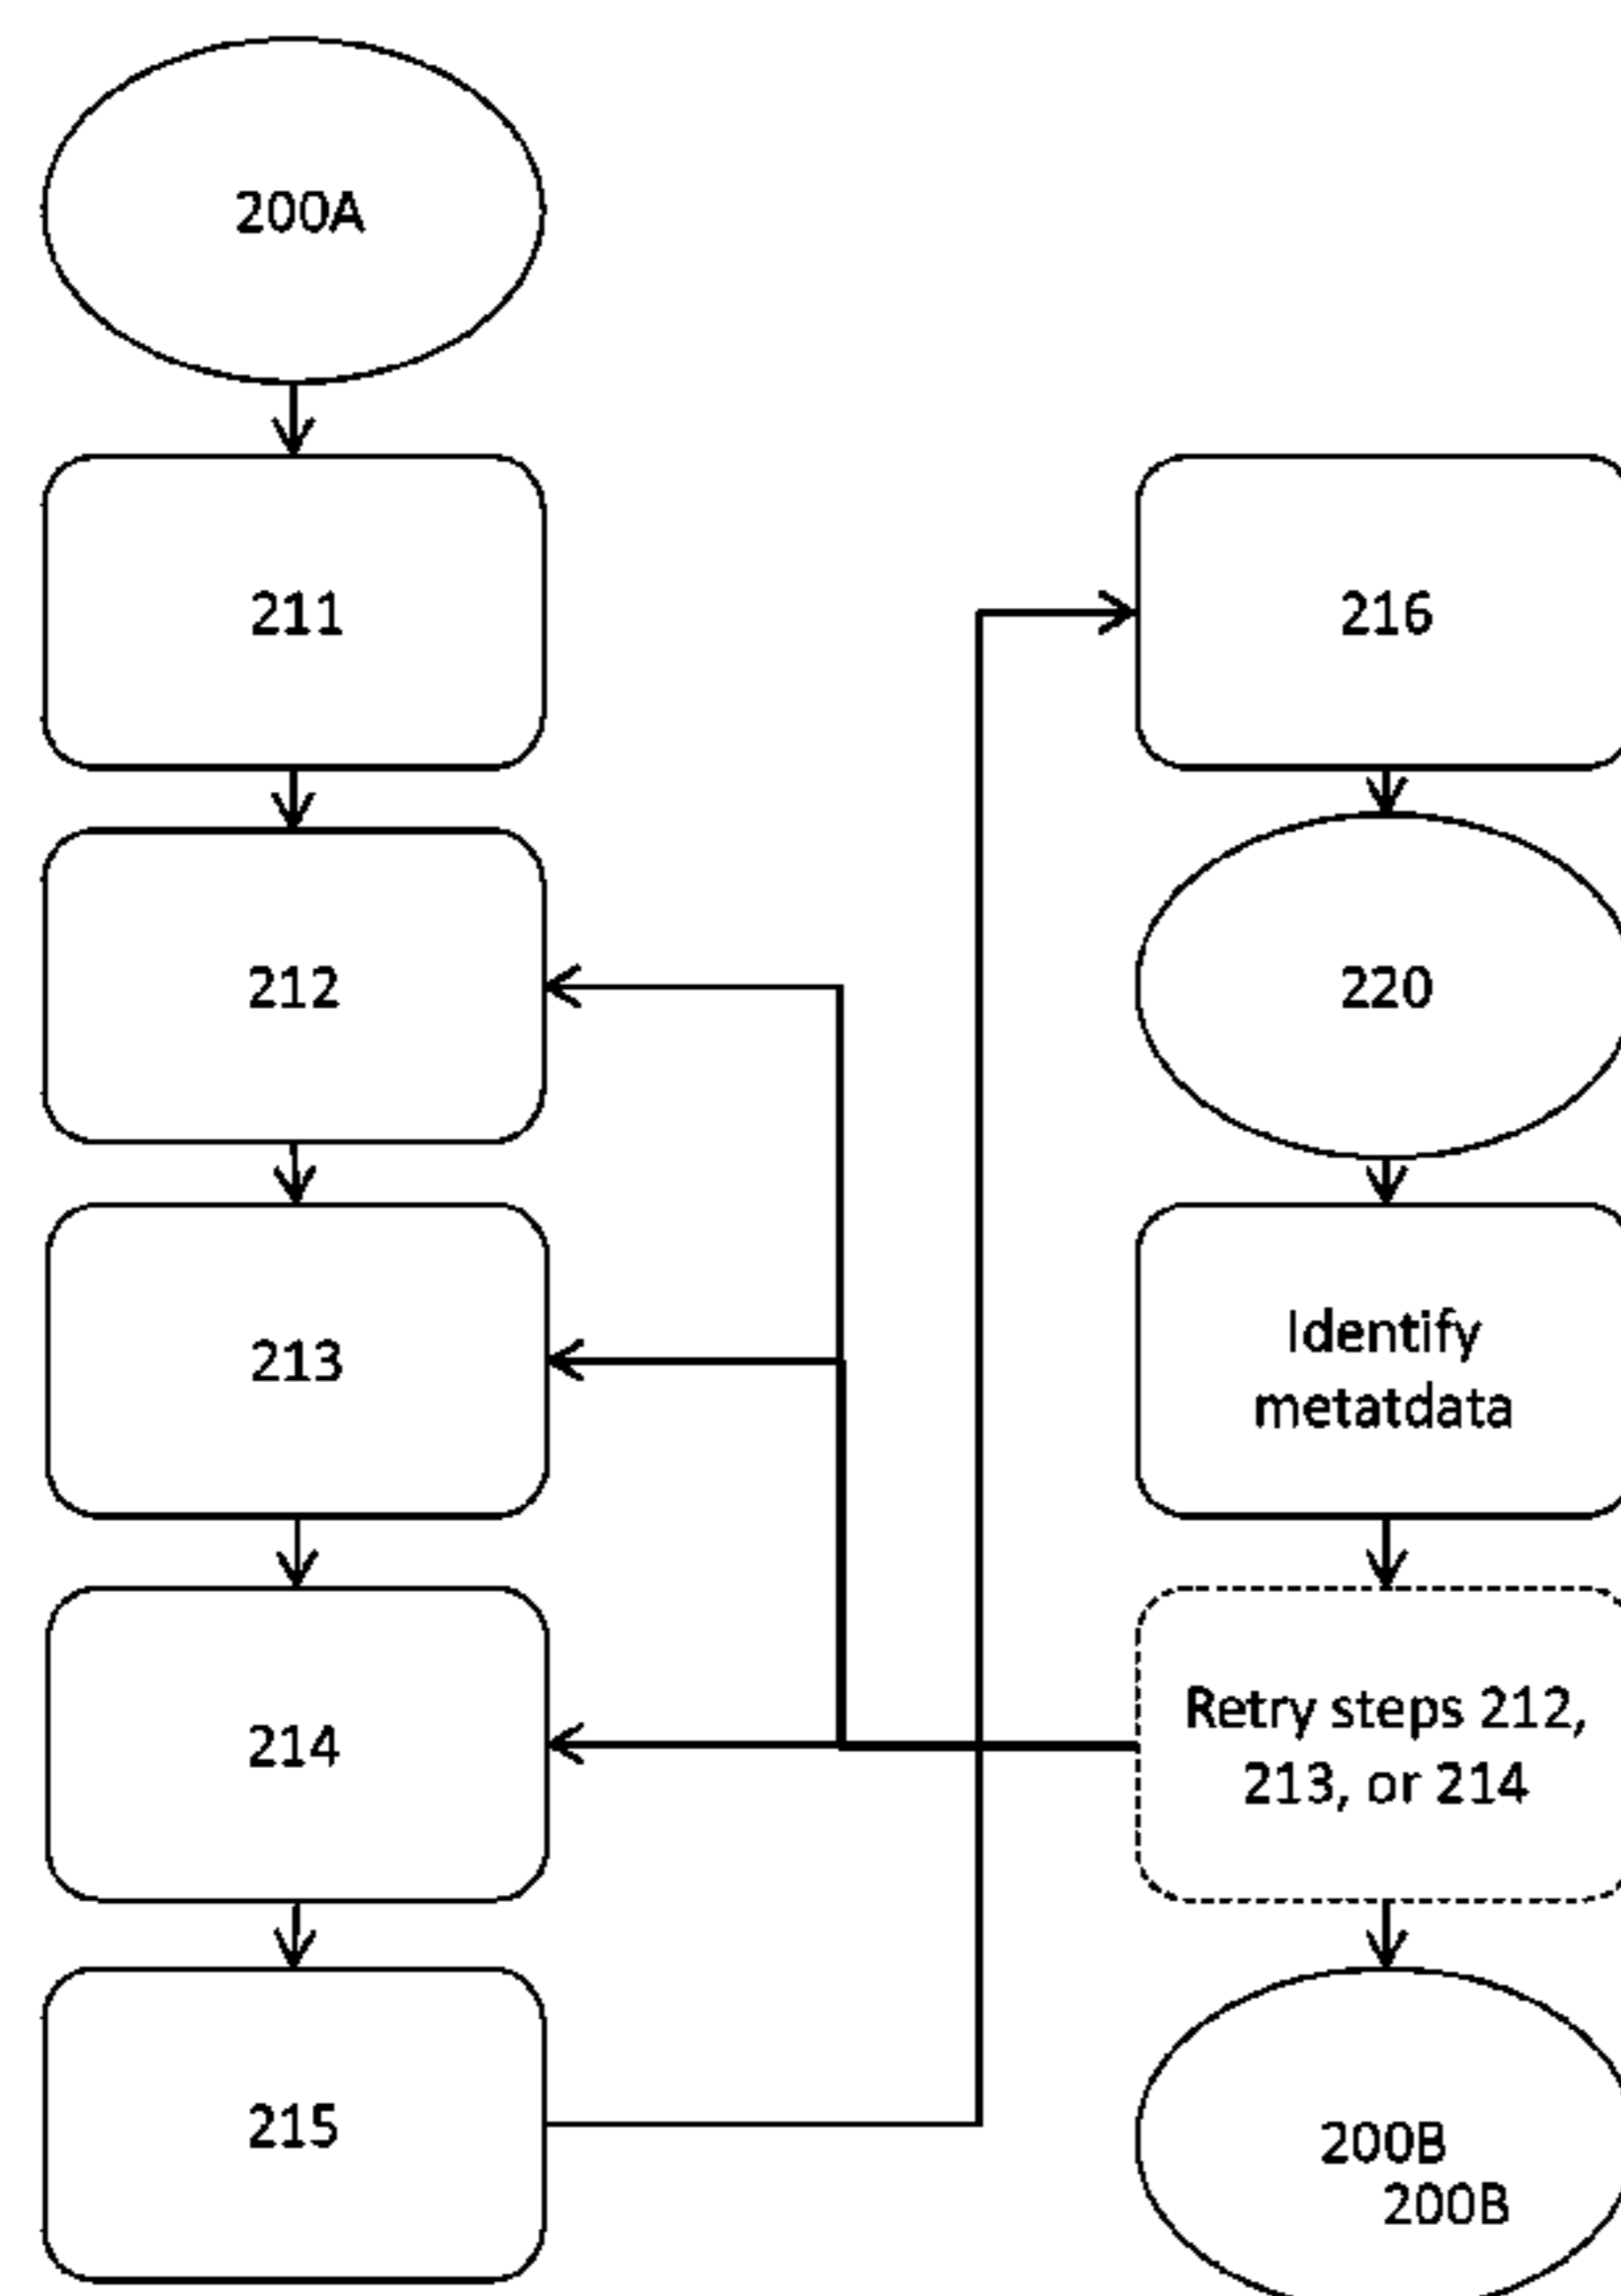 200A
211
212
213
214
215
216
220
Identify
metatdata
Retry steps 212,
213, or 214
200B
200B